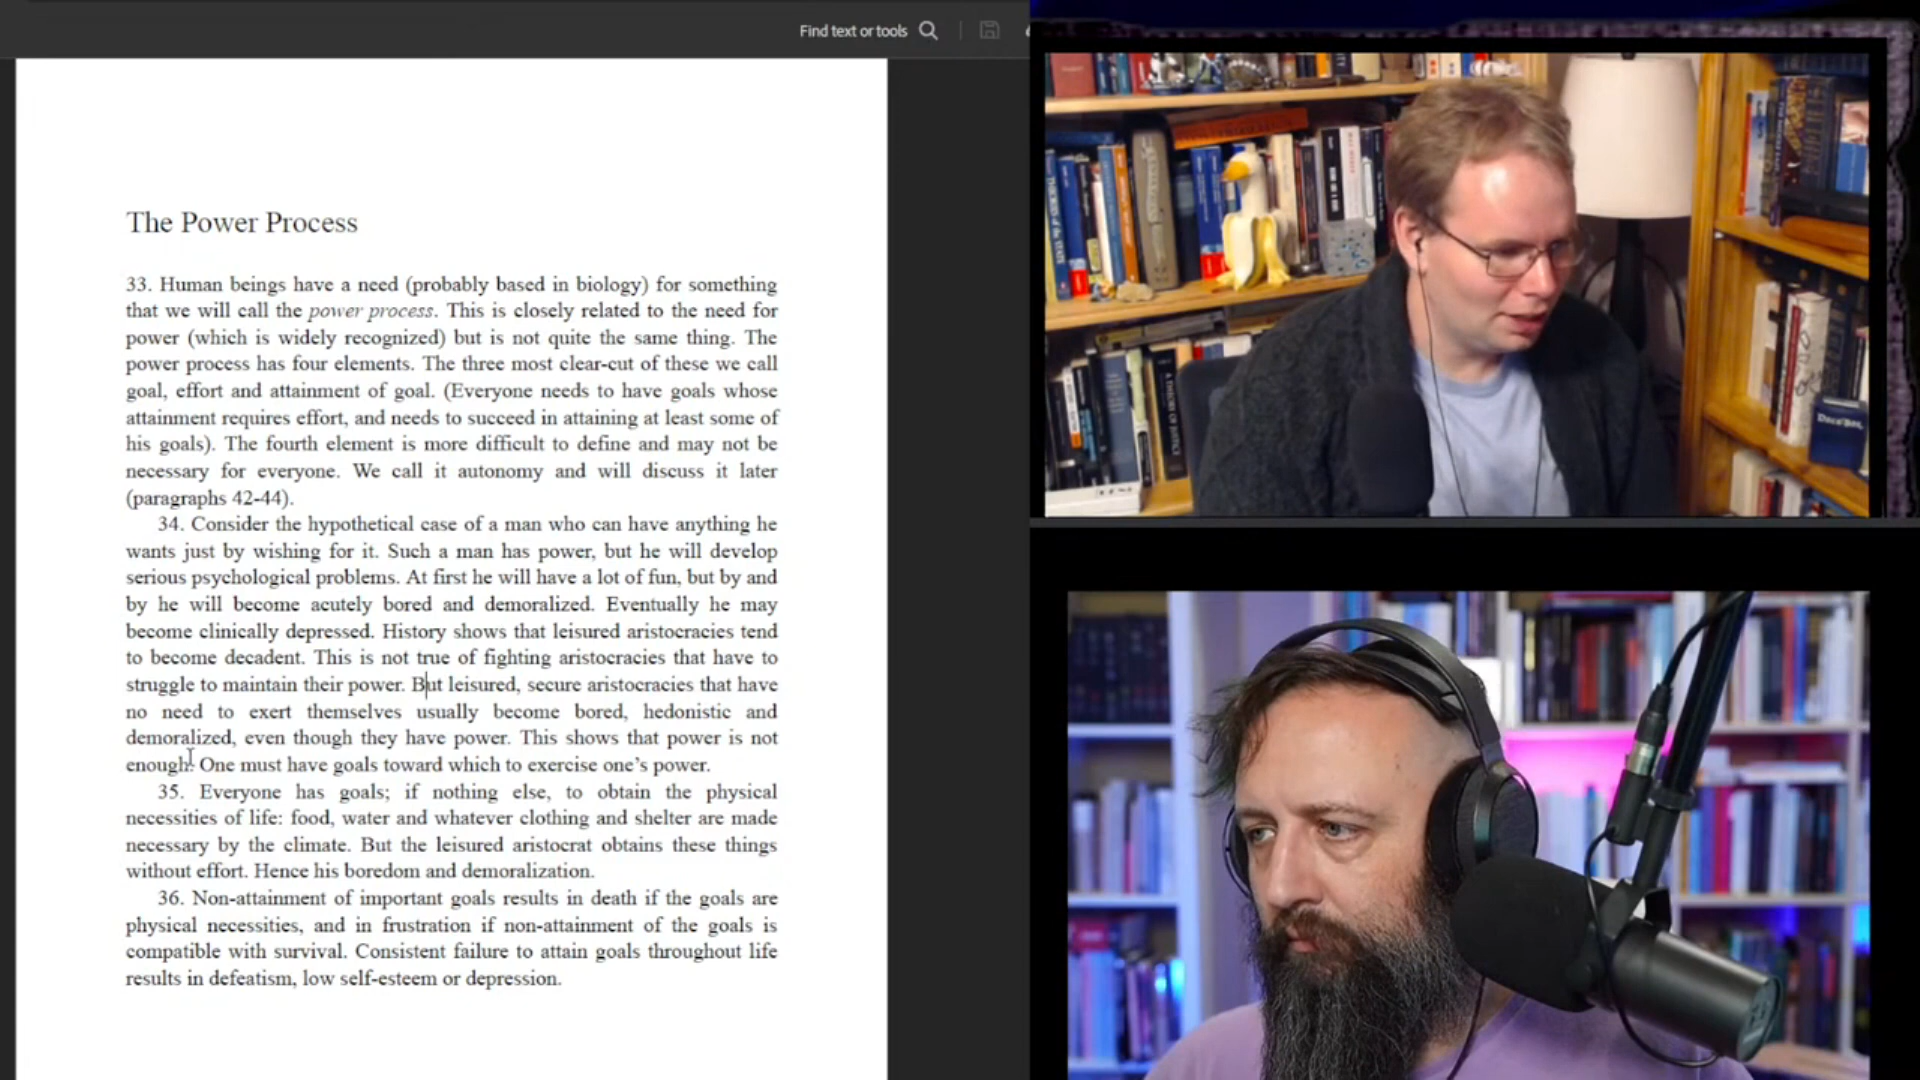 Find text or tools
The Power Process
33. Human beings have a need (probably based in biology) for something
that we will call the power process. This is closely related to the need for
power (which is widely recognized) but is not quite the same thing. The
power process has four elements. The three most clear-cut of these we call
goal, effort and attainment of goal. (Everyone needs to have goals whose
attainment requires effort, and needs to succeed in attaining at least some of
his goals). The fourth element is more difficult to define and may not be
necessary for everyone. We call it autonomy and will discuss it later
(paragraphs 42-44).
34. Consider the hypothetical case of a man who can have anything he
wants just by wishing for it. Such a man has power, but he will develop
serious psychological problems. At first he will have a lot of fun, but by and
by he will become acutely bored and demoralized. Eventually he may
become clinically depressed. History shows that leisured aristocracies tend
to become decadent. This is not true of fighting aristocracies that have to
struggle to maintain their power. But leisured, secure aristocracies that have
no need to exert themselves usually become bored, hedonistic and
demoralized, even though they have power. This shows that power is not
enough. One must have goals toward which to exercise one's power.
35. Everyone has goals; if nothing else, to obtain the physical
necessities of life: food, water and whatever clothing and shelter are made
necessary by the climate. But the leisured aristocrat obtains these things
without effort. Hence his boredom and demoralization.
36. Non-attainment of important goals results in death if the goals are
physical necessities, and in frustration if non-attainment of the goals is
compatible with survival. Consistent failure to attain goals throughout life
results in defeatism, low self-esteem or depression.
A THEORY OF JUSTICE